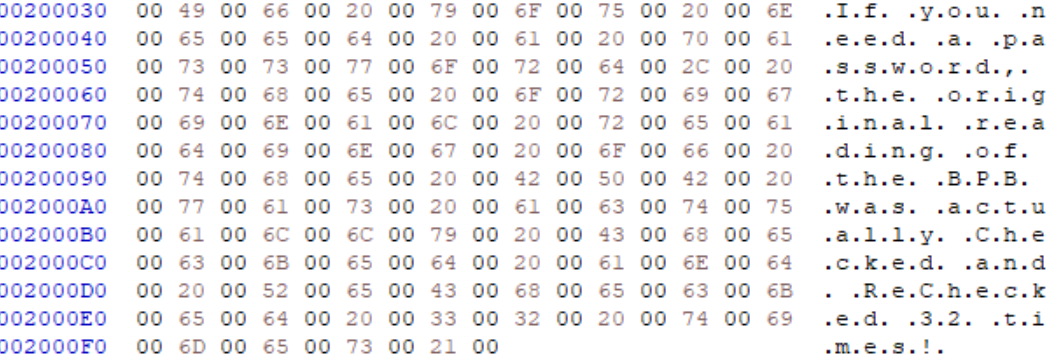 00200030 00 49 00 66 00 20 00 79 00 6F 00 75 00 20 00 6E .I.f. .y.o.u. .n
00200040 00 65 00 65 00 64 00 20 00 61 00 20 00 70 00 61 .e.e.d. .a. .p.a
00200050 00 73 00 73 00 77 00 6F 00 72 00 64 00 2C 00 20 .s.s.w.o.r.d.,.
00200060 00 74 00 68 00 65 00 20 00 6F 00 72 00 69 00 67 .t.h.e. .o.r.i.g
00200070 00 69 00 6E 00 61 00 6C 00 20 00 72 00 65 00 61 .i.n.a.l. .r.e.a
00200080 00 64 00 69 00 6E 00 67 00 20 00 6F 00 66 00 20 .d.i.n.g. .o.f.
00200090 00 74 00 68 00 65 00 20 00 42 00 50 00 42 00 20 .t.h.e. .B.P.B.
002000A0 00 77 00 61 00 73 00 20 00 61 00 63 00 74 00 75 .w.a.s. .a.c.t.u
002000B0 00 61 00 6C 00 6C 00 79 00 20 00 43 00 68 00 65 .a.l.l.y. .C.h.e
002000C0 00 63 00 6B 00 65 00 64 00 20 00 61 00 6E 00 64 .c.k.e.d. .a.n.d
002000D0 00 20 00 52 00 65 00 43 00 68 00 65 00 63 00 6B . .R.e.C.h.e.c.k
002000E0 00 65 00 64 00 20 00 33 00 32 00 20 00 74 00 69 .e.d. .3.2. .t.i
002000F0 00 6D 00 65 00 73 00 21 00 .m.e.s.!.